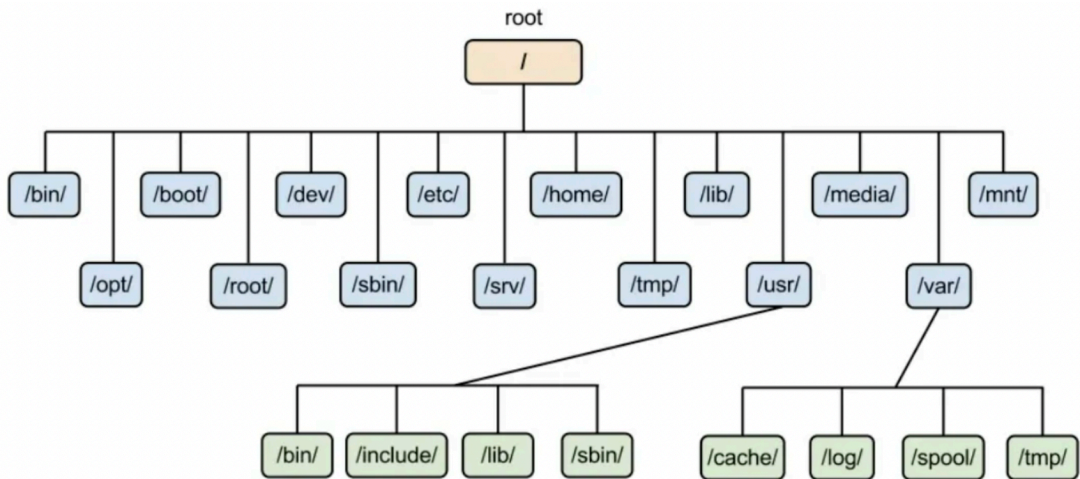 root
/
/bin/
/boot/
/dev/
/etc/
/home/
/lib/
/media/
/mnt/
/opt/
/root/
/sbin/
/srv/
/tmp/
/usr/
/var/
/bin/
/include/
/lib/
/sbin/
/cache/
/log/
/spool/
/tmp/